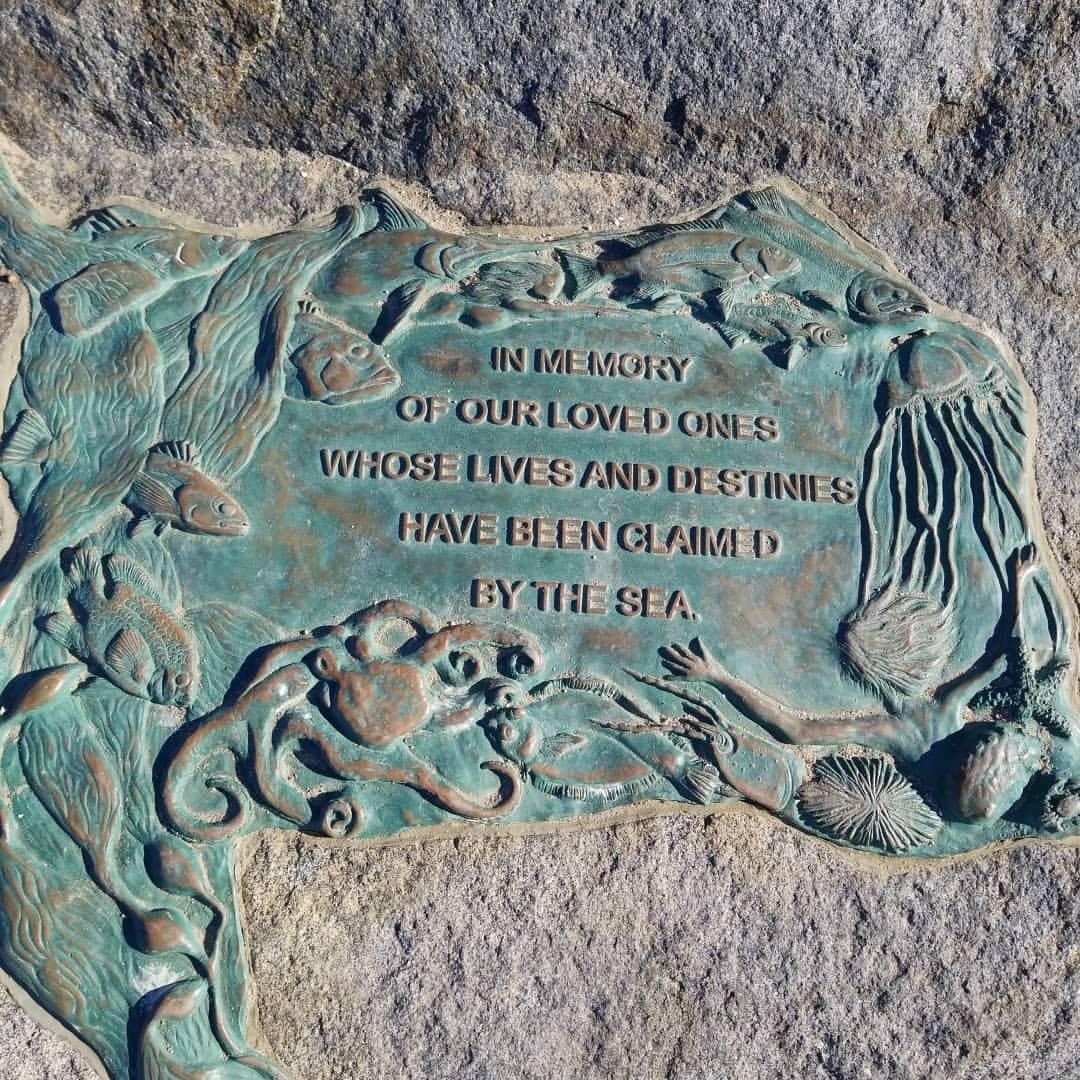 IN MEMORY
OF OUR LOVED ONES
WHOSE LIVES AND DESTINIES
HAVE BEEN CLAIMED
BY THE SEA.